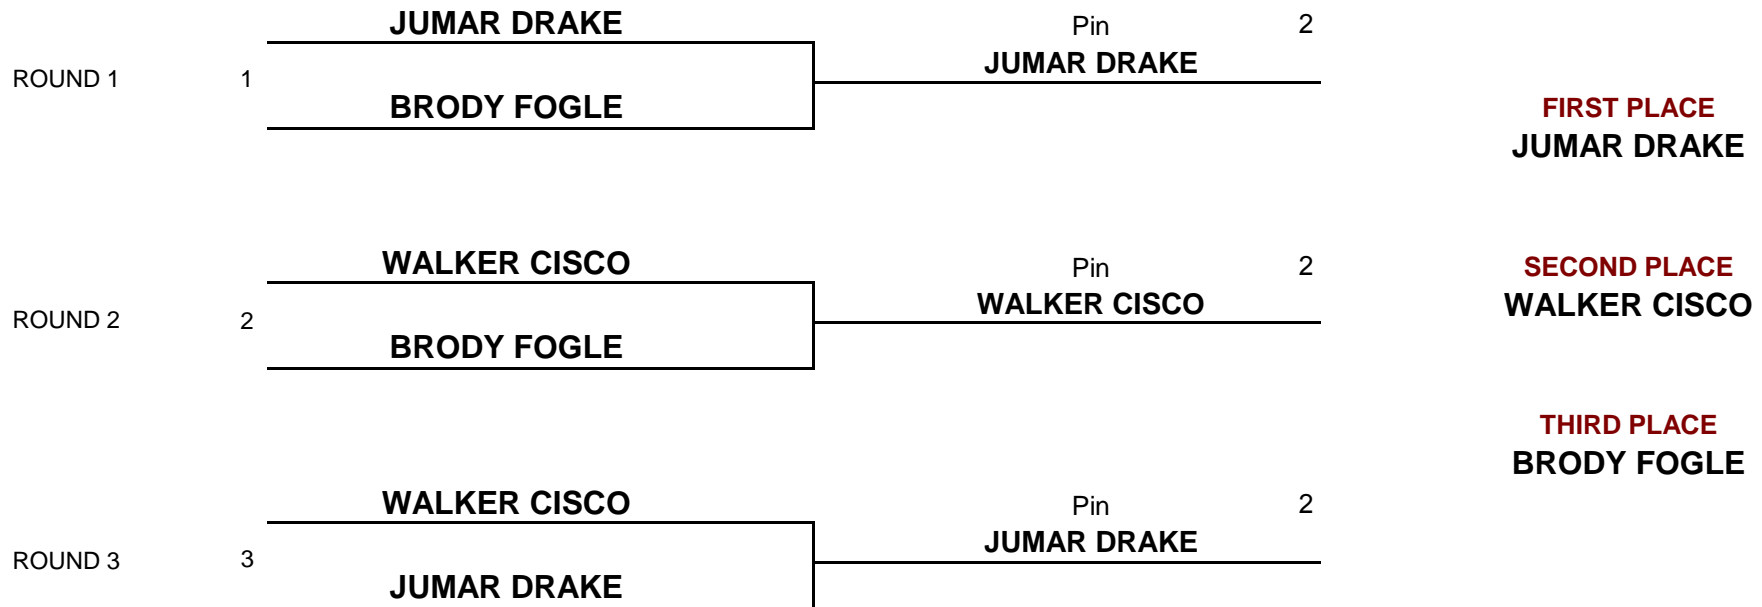 JUMAR DRAKE
Pin 2
JUMAR DRAKE
ROUND 1 1
BRODY FOGLE
FIRST PLACE
JUMAR DRAKE
WALKER CISCO
Pin 2
SECOND PLACE
WALKER CISCO
WALKER CISCO
ROUND 2 2
BRODY FOGLE
THIRD PLACE
BRODY FOGLE
WALKER CISCO
Pin 2
JUMAR DRAKE
ROUND 3 3
JUMAR DRAKE